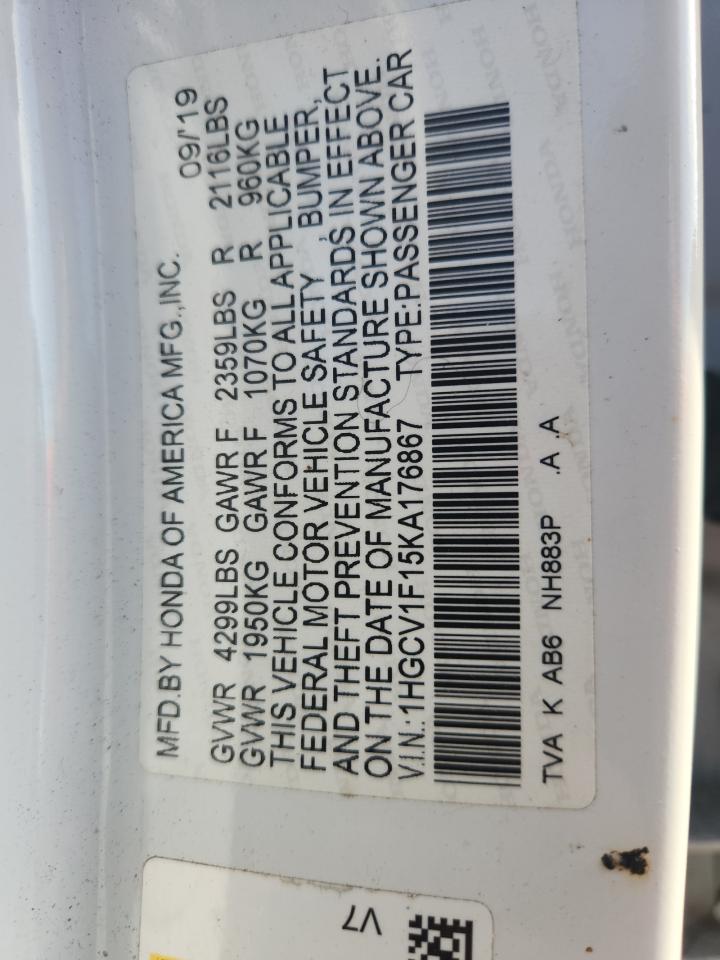 MFD.BY HONDA OF AMERICA MFG.,INC. 09/'19
GVWR 4299LBS GAWR F 2359LBS R 2116LBS
GVWR 1950KG GAWR F 1070KG R 960KG
THIS VEHICLE CONFORMS TO ALL APPLICABLE
FEDERAL MOTOR VEHICLE SAFETY , BUMPER,
AND THEFT PREVENTION STANDARDS IN EFFECT
ON THE DATE OF MANUFACTURE SHOWN ABOVE.
V.I.N.:1HGCV1F15KA176867 TYPE:PASSENGER CAR
TVA K AB6 NH883P .A .A
V7